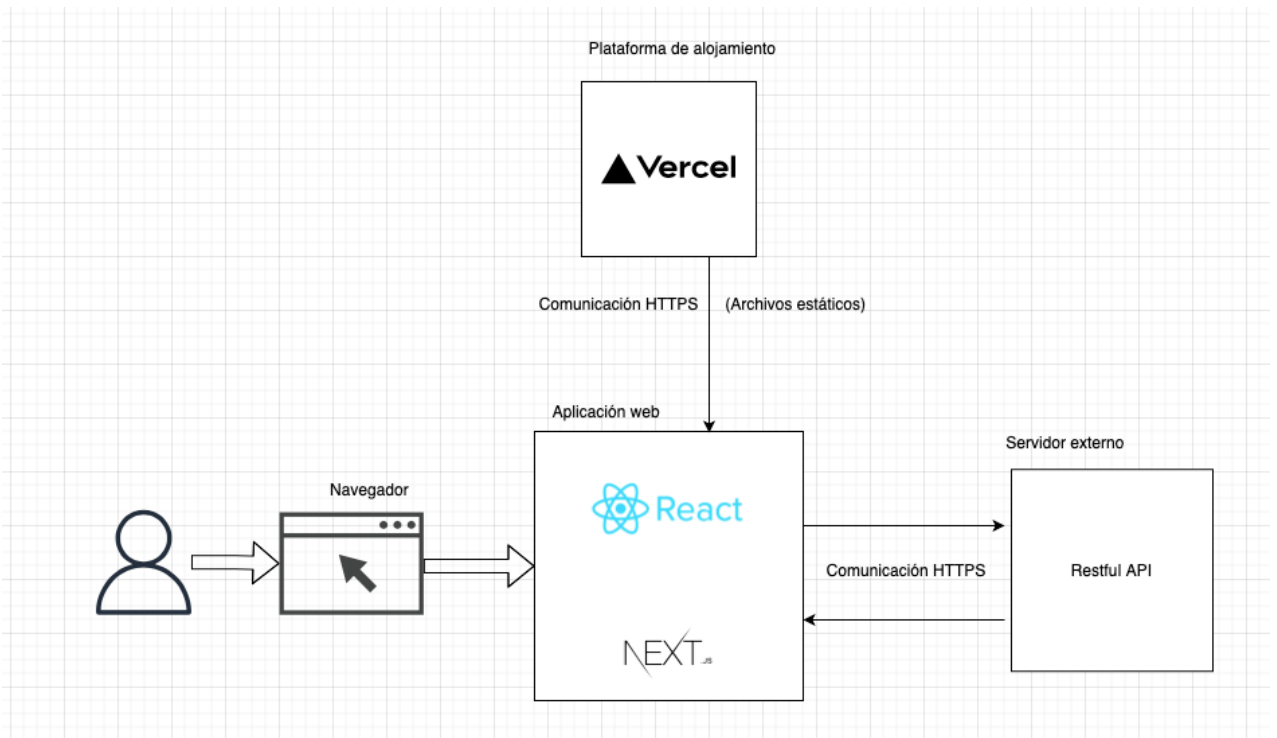 Plataforma de alojamiento
Vercel
Comunicación HTTPS
(Archivos estáticos)
Aplicación web
Servidor externo
Navegador
React
Comunicación HTTPS
Restful API
NEXT.JS